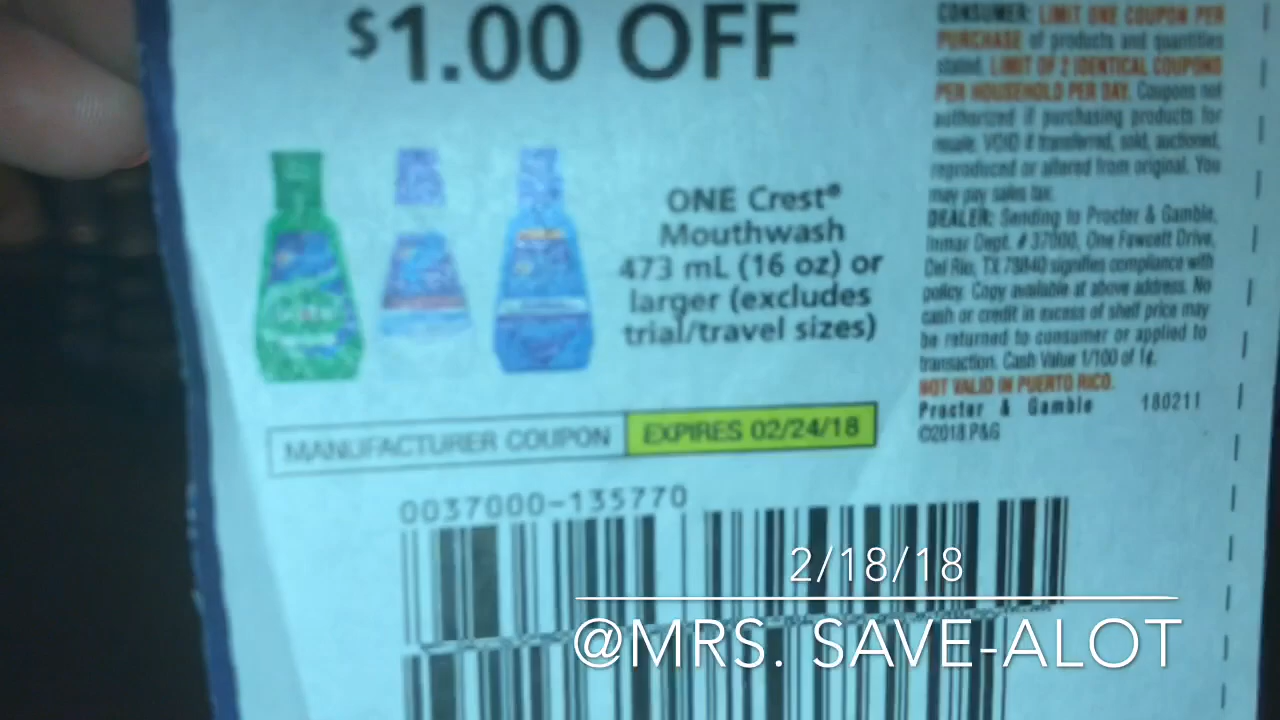 $1.00 OFF
ONE Crest®
Mouthwash
473 mL (16 oz) or
larger (excludes
trial/travel sizes)
MANUFACTURER COUPON
EXPIRES 02/24/18
0037000-135770
CONSUMER: LIMIT ONE COUPON PER
PURCHASE of products and quantities
stated. LIMIT OF 2 IDENTICAL COUPONS
PER HOUSEHOLD PER DAY. Coupons not
authorized if purchasing products for
resale. VOID if transferred, sold, auctioned,
reproduced or altered from original. You
may pay sales tax.
DEALER: Sending to Procter & Gamble,
Inmar Dept. # 37000, One Fawcett Drive,
Del Rio, TX 78840 signifies compliance with
policy. Copy available at above address. No
cash or credit in excess of shelf price may
be returned to consumer or applied to
transaction. Cash Value 1/100 of 1¢.
NOT VALID IN PUERTO RICO.
Procter & Gamble 180211
©2018 P&G
2/18/18
@MRS. SAVE-ALOT